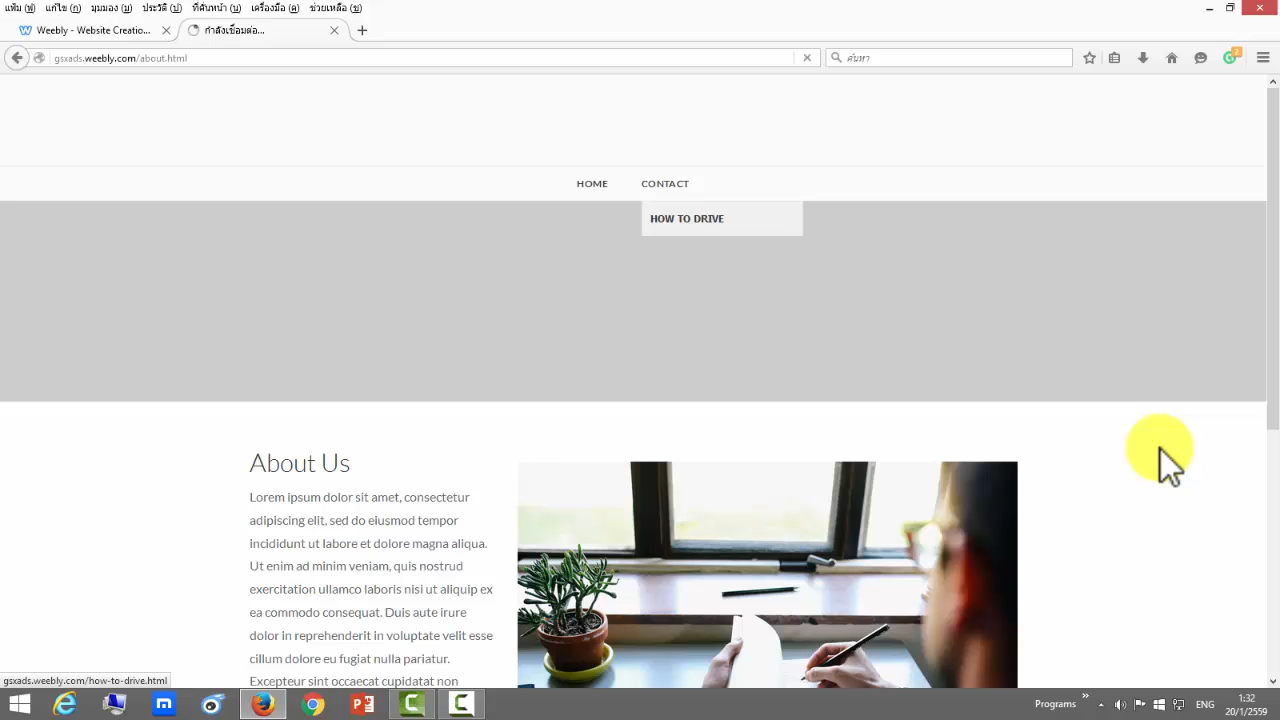 แฟ้ม (ฟ) แก้ไข (ก) มุมมอง (ม) ประวัติ (ป) ที่คั่นหน้า (น) เครื่องมือ (ค) ช่วยเหลือ (ช)
Weebly - Website Creatio...
กำลังเชื่อมต่อ...
gsxads.weebly.com/about.html
ค้นหา
2
HOME
CONTACT
HOW TO DRIVE
About Us
Lorem ipsum dolor sit amet, consectetur
adipiscing elit, sed do eiusmod tempor
incididunt ut labore et dolore magna aliqua.
Ut enim ad minim veniam, quis nostrud
exercitation ullamco laboris nisi ut aliquip ex
ea commodo consequat. Duis aute irure
dolor in reprehenderit in voluptate velit esse
cillum dolore eu fugiat nulla pariatur.
Excepteur sint occaecat cupidatat non
gsxads.weebly.com/how-to-drive.html
Programs
ENG
1:32
20/1/2559